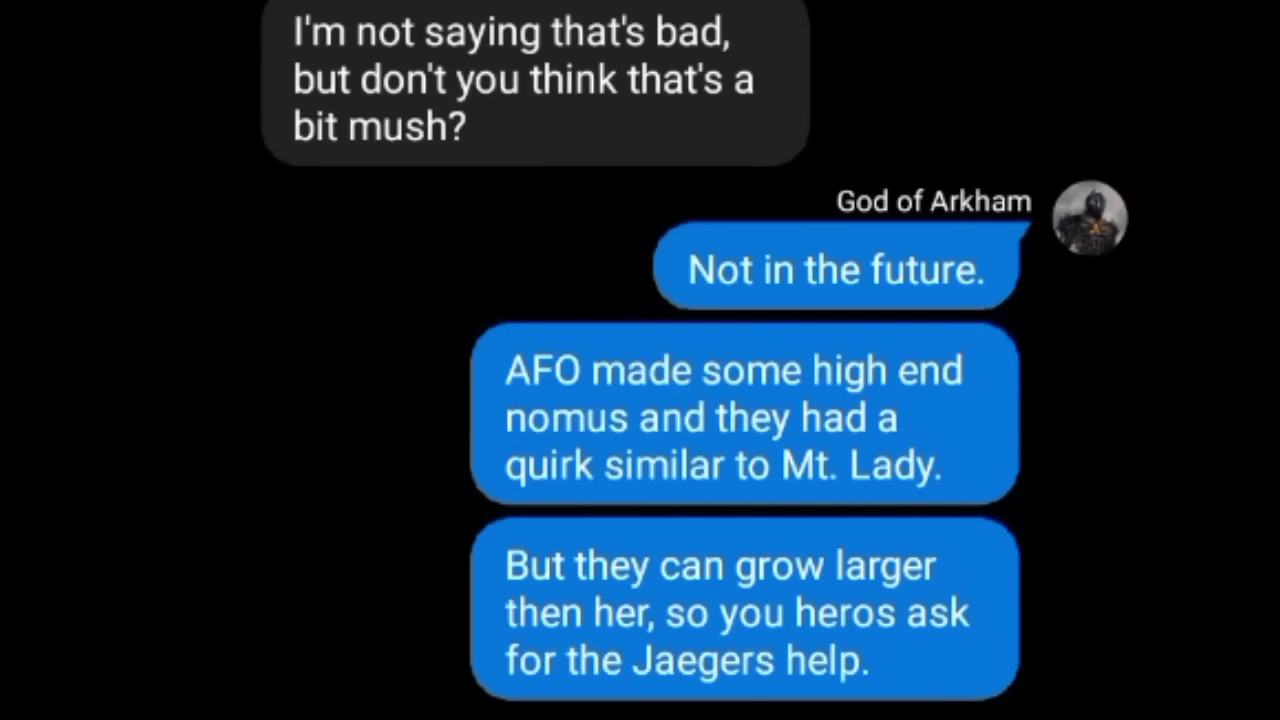 I'm not saying that's bad,
but don't you think that's a
bit mush?
God of Arkham
Not in the future.
AFO made some high end
nomus and they had a
quirk similar to Mt. Lady.
But they can grow larger
then her, so you heros ask
for the Jaegers help.